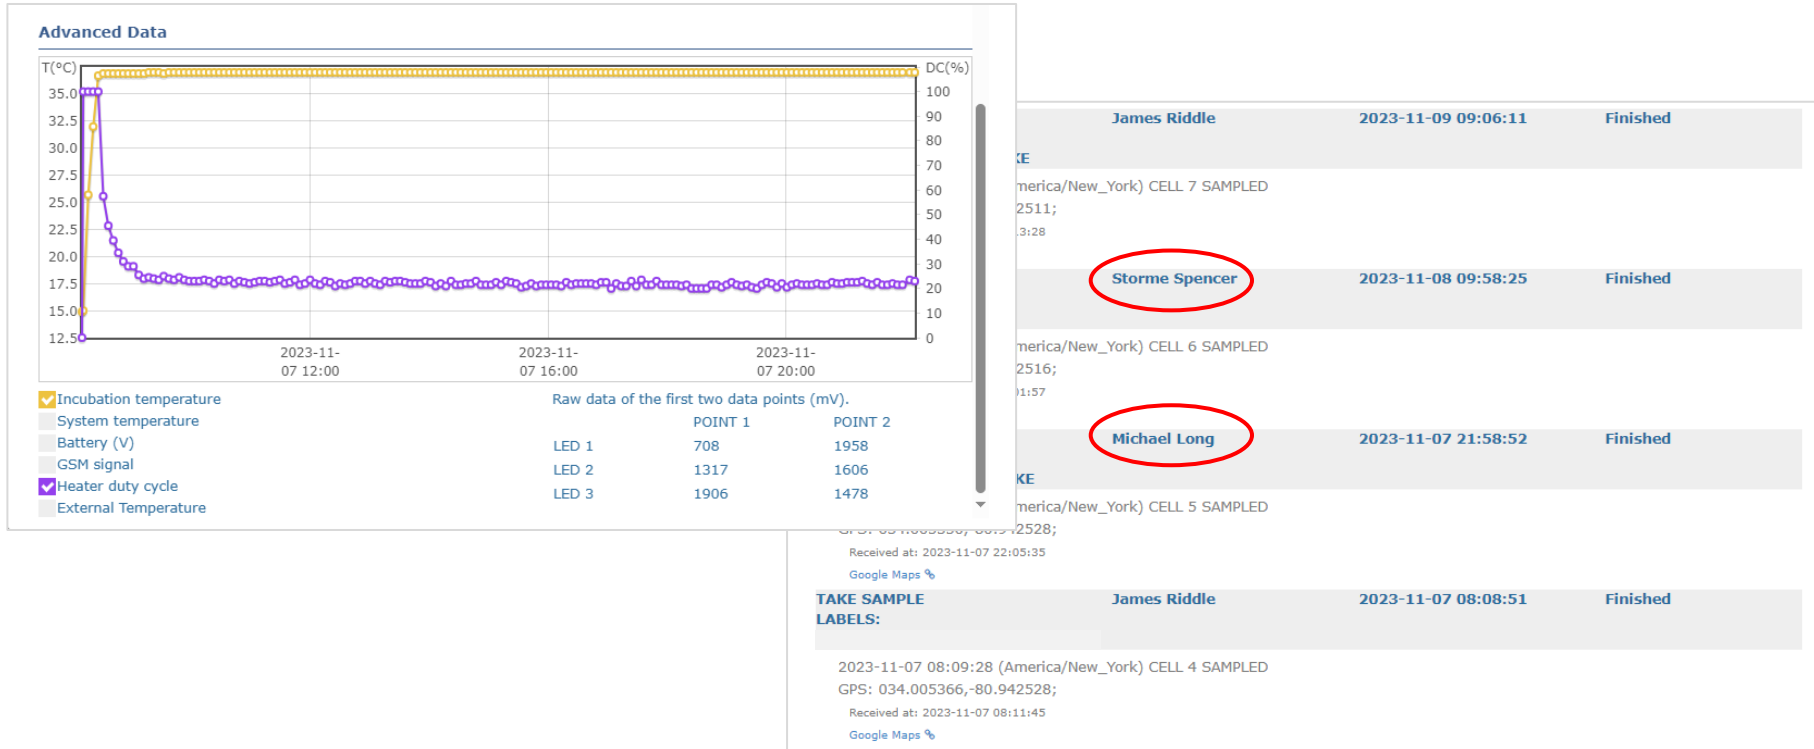 Advanced Data
T(°C)
DC(%)
35.0
32.5
30.0
27.5
25.0
22.5
20.0
17.5
15.0
12.5
100
90
80
70
60
50
40
30
20
10
0
2023-11-
07 12:00
2023-11-
07 16:00
2023-11-
07 20:00
Incubation temperature
System temperature
Battery (V)
GSM signal
Heater duty cycle
External Temperature
Raw data of the first two data points (mV).
POINT 1 POINT 2
LED 1 708 1958
LED 2 1317 1606
LED 3 1906 1478
James Riddle 2023-11-09 09:06:11 Finished
KE
merica/New_York) CELL 7 SAMPLED
2511;
3:28
Storme Spencer 2023-11-08 09:58:25 Finished
merica/New_York) CELL 6 SAMPLED
2516;
01:57
Michael Long 2023-11-07 21:58:52 Finished
KE
merica/New_York) CELL 5 SAMPLED
942528;
Received at: 2023-11-07 22:05:35
Google Maps
TAKE SAMPLE James Riddle 2023-11-07 08:08:51 Finished
LABELS:
2023-11-07 08:09:28 (America/New_York) CELL 4 SAMPLED
GPS: 034.005366,-80.942528;
Received at: 2023-11-07 08:11:45
Google Maps